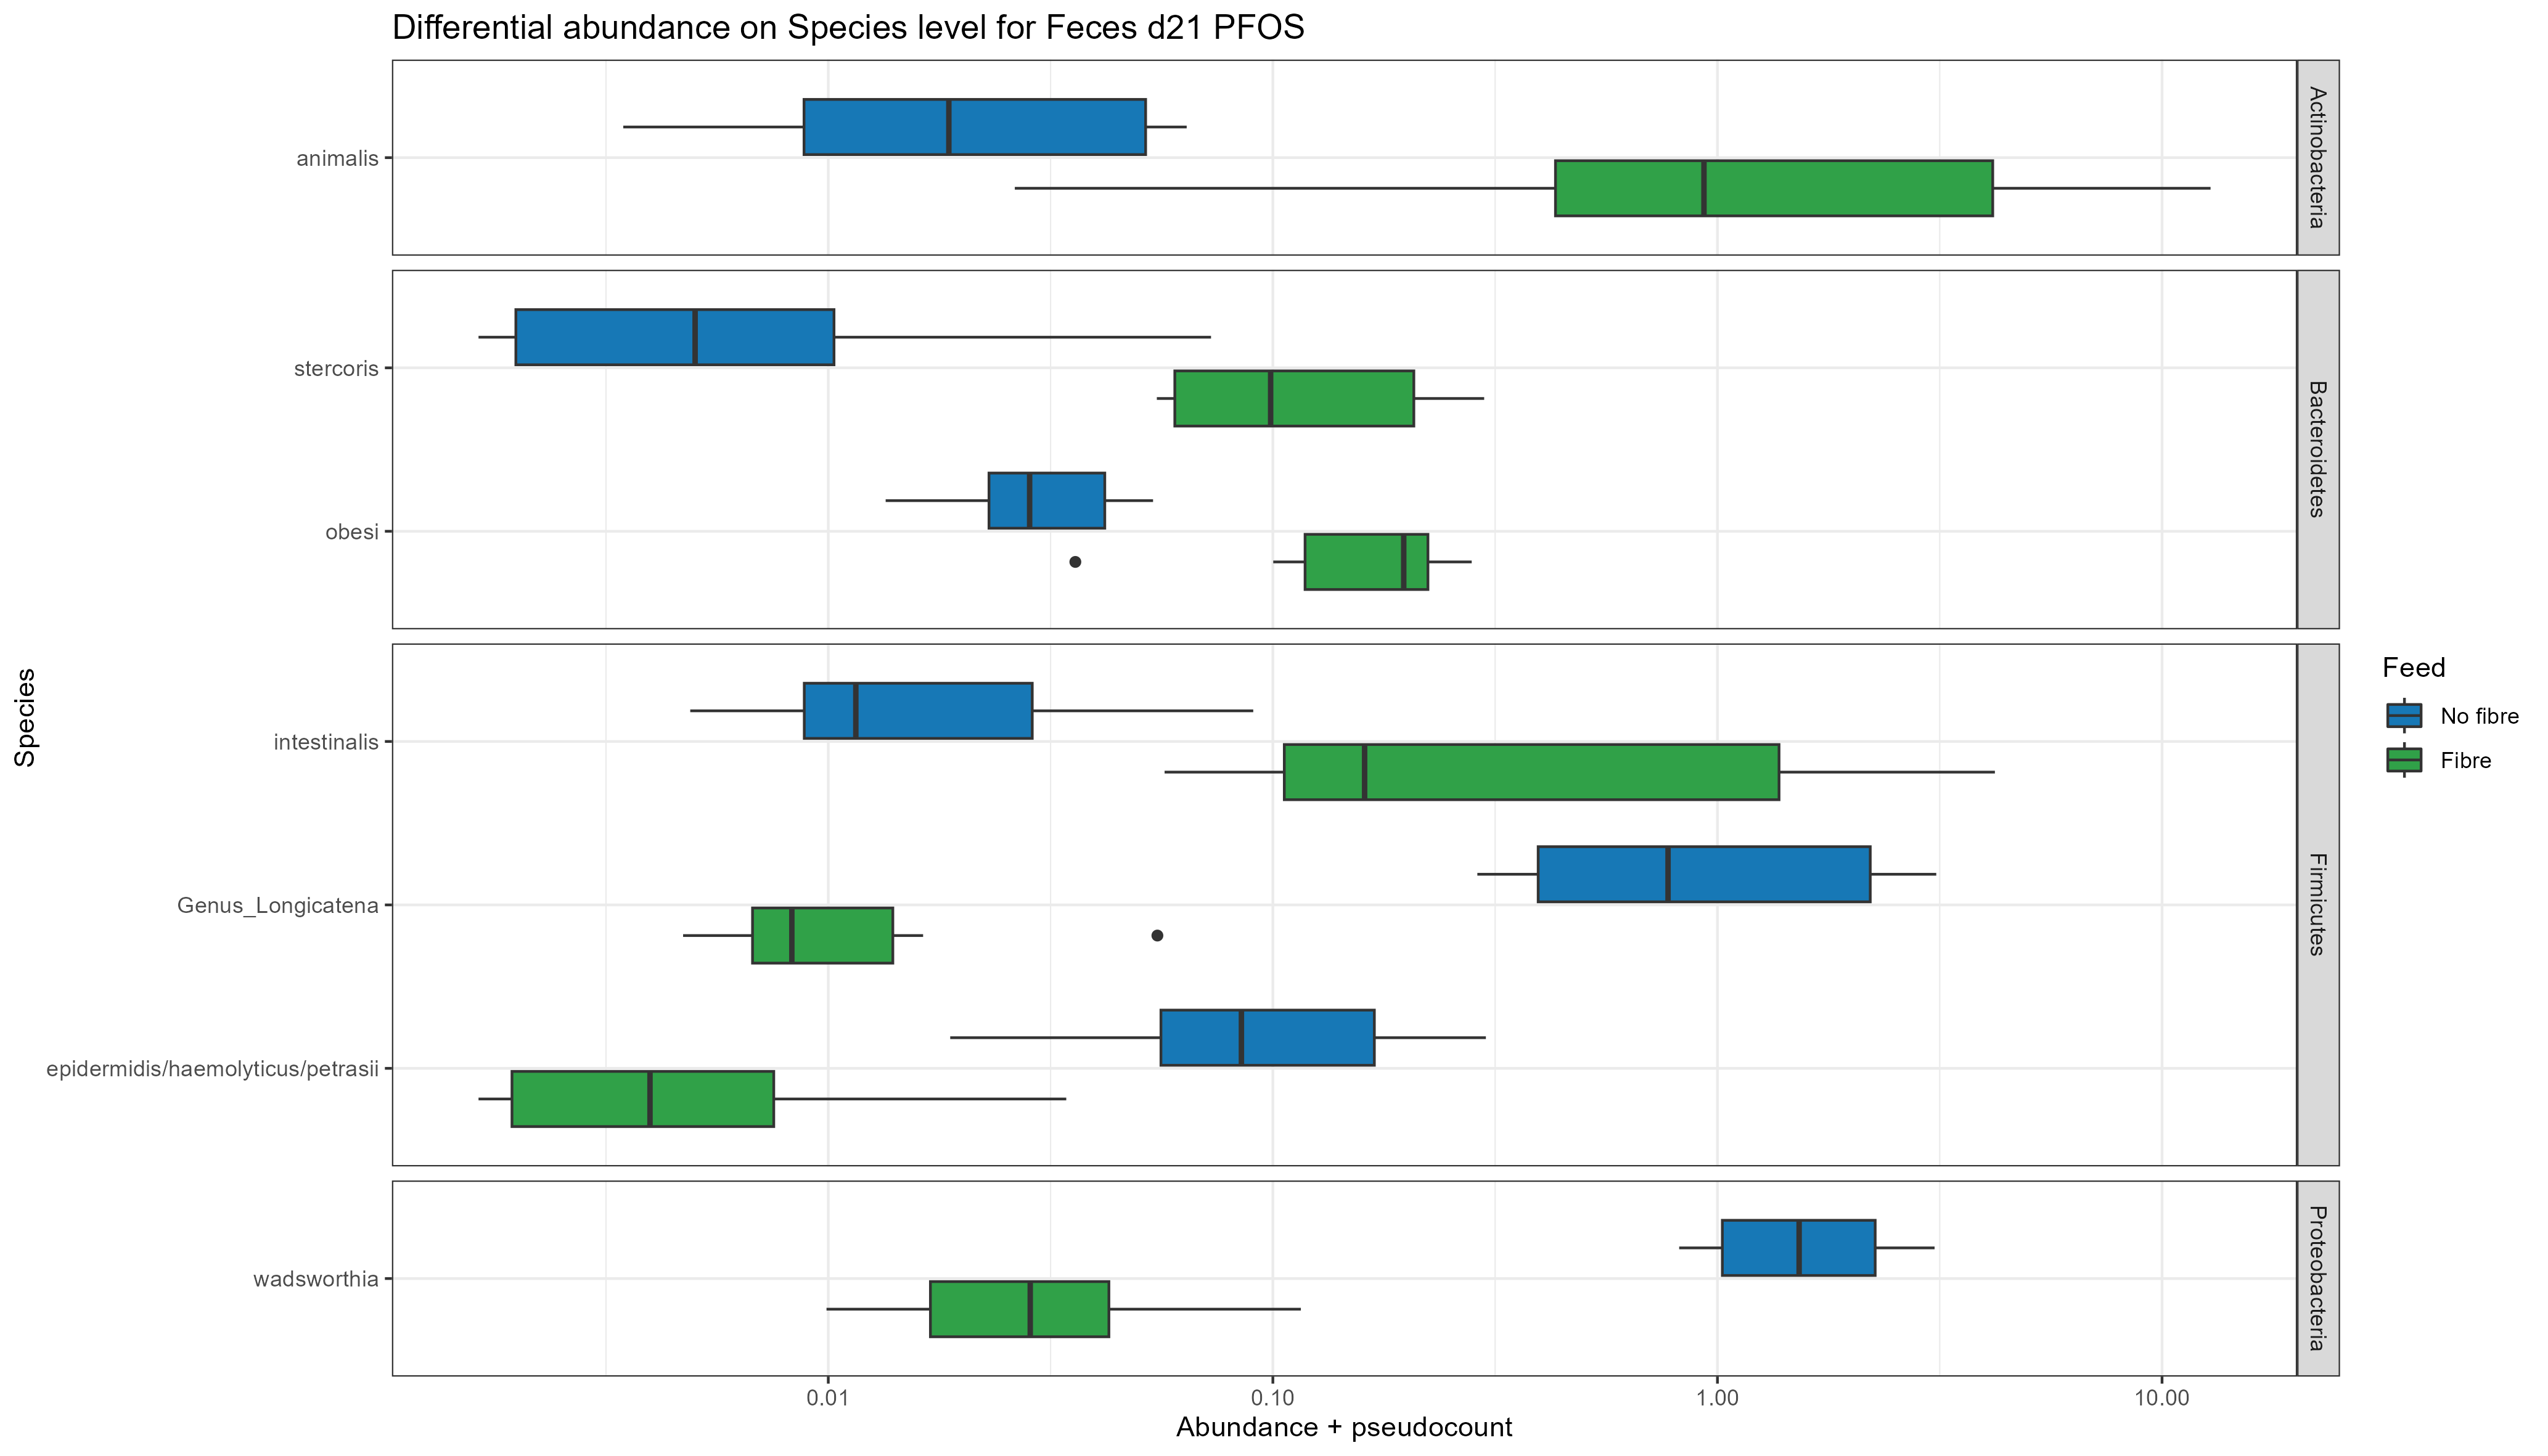 Differential abundance on Species level for Feces d21 PFOS
Species
animalis
Actinobacteria
stercoris
obesi
Bacteroidetes
intestinalis
Genus_Longicatena
epidermidis/haemolyticus/petrasii
Firmicutes
wadsworthia
Proteobacteria
0.01 0.10 1.00 10.00
Abundance + pseudocount
Feed
No fibre
Fibre